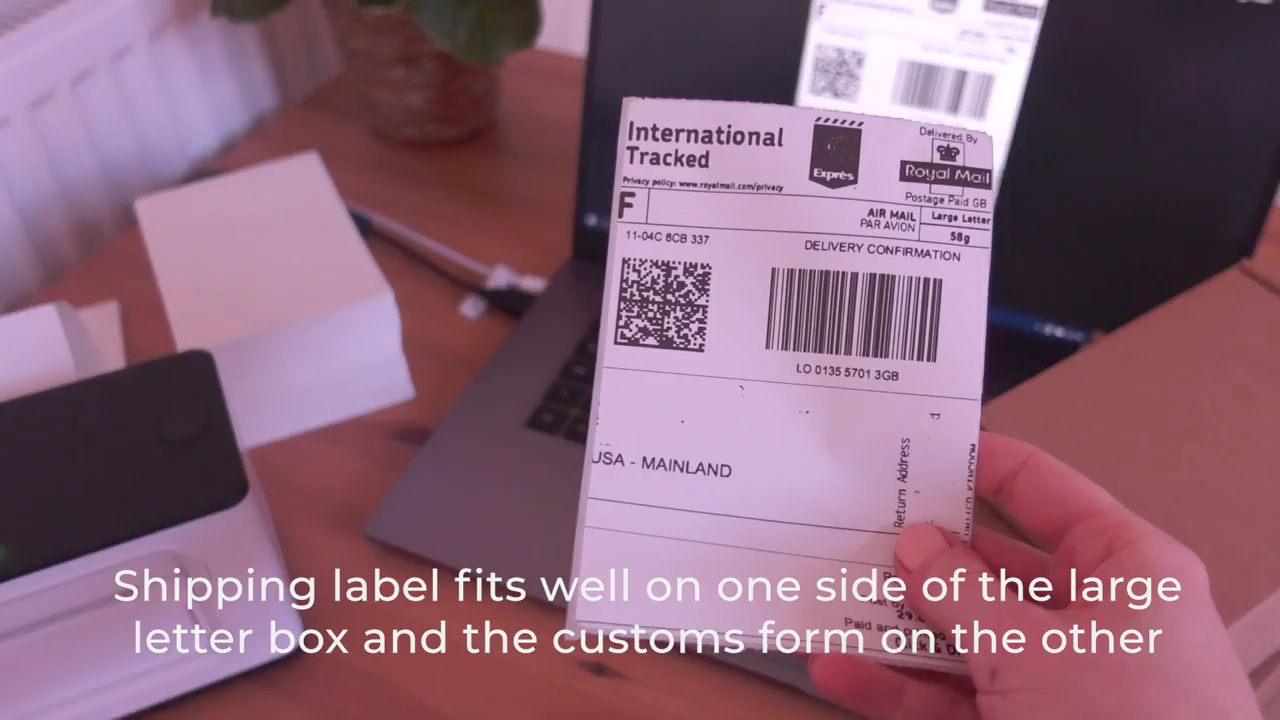 International
Tracked
Privacy policy: www.royalmail.com/privacy
Exprès
Delivered By
Royal Mail
Postage Paid GB
F
AIR MAIL
PAR AVION
Large Letter
58g
11-04C 6CB 337
DELIVERY CONFIRMATION
LO 0135 5701 3GB
USA - MAINLAND
Return Address
Paid and
Shipping label fits well on one side of the large
letter box and the customs form on the other